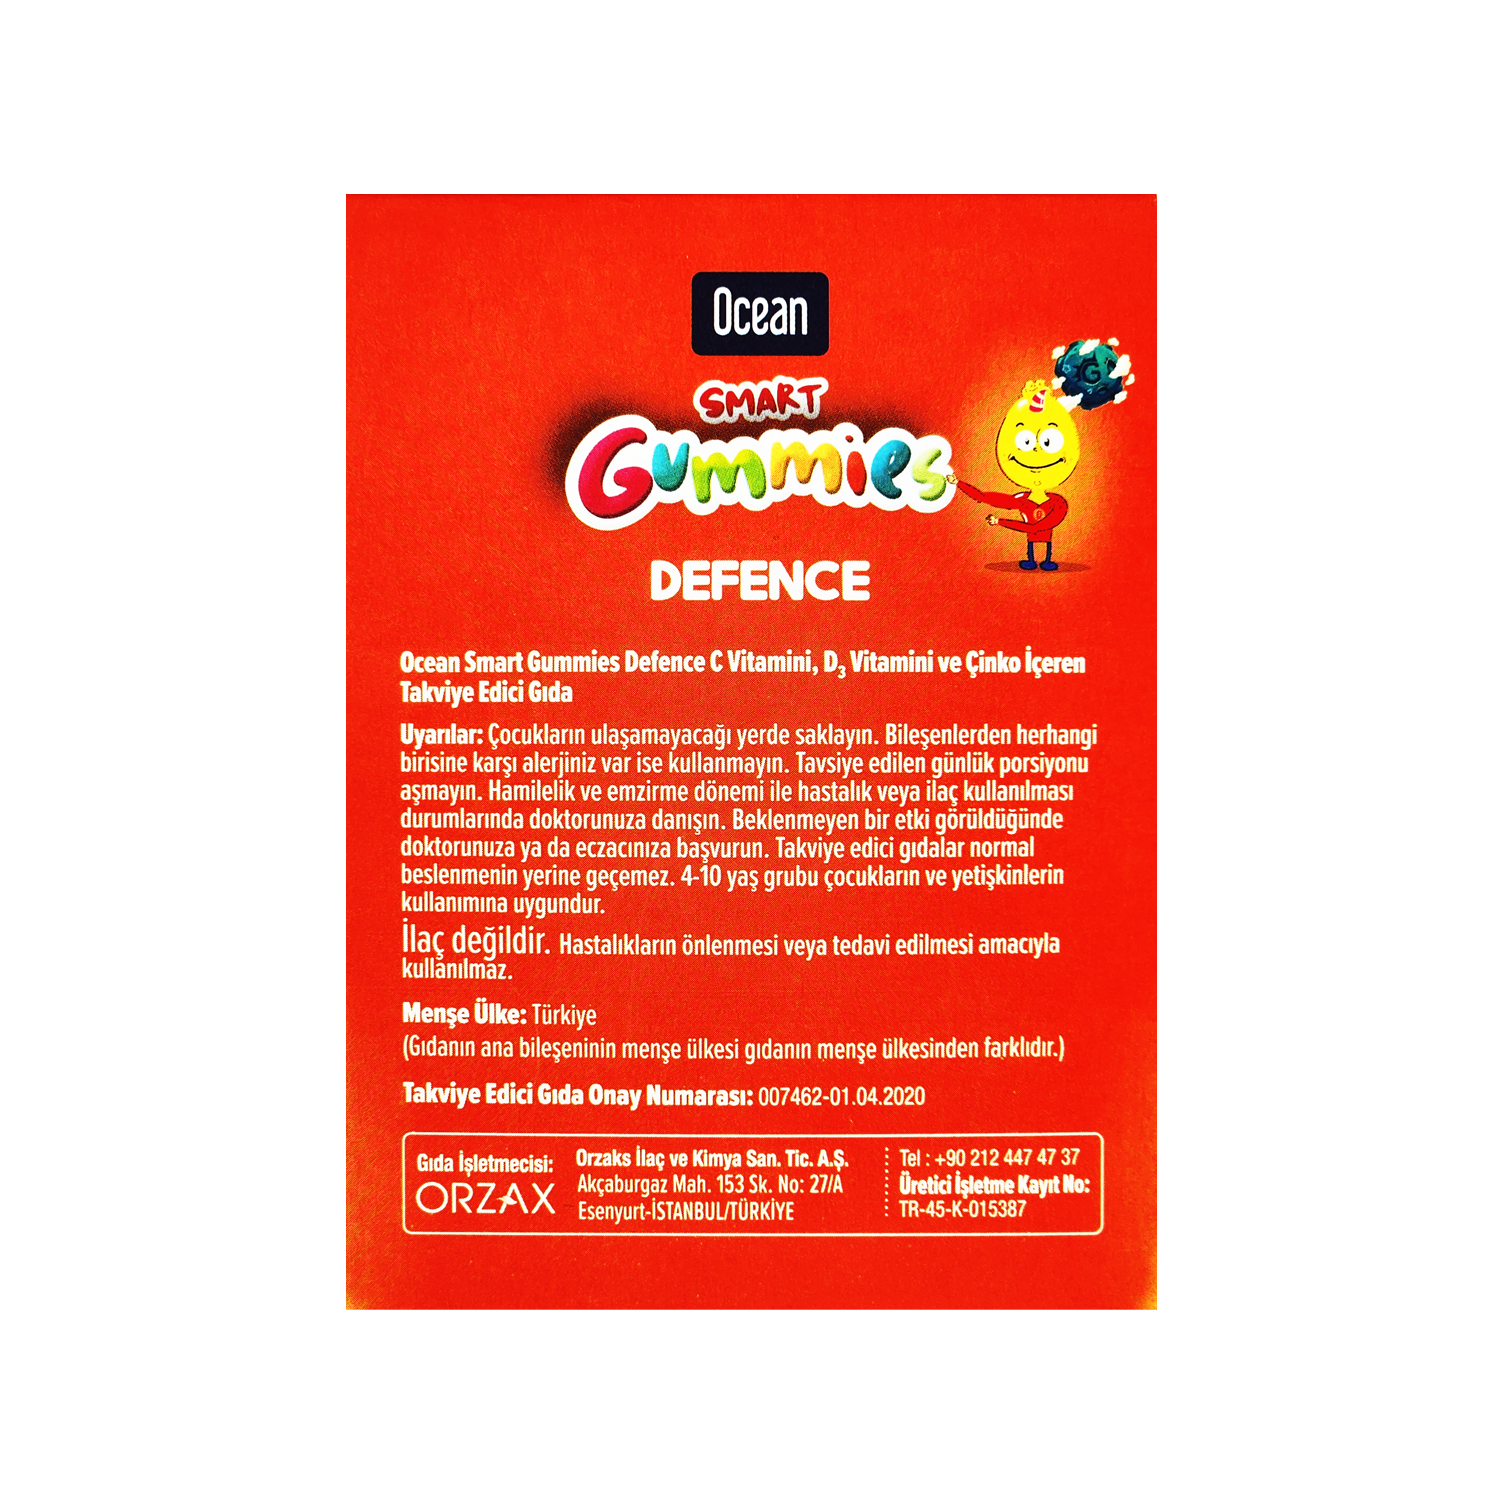 Ocean
SMART
Gummies
DEFENCE
Ocean Smart Gummies Defence C Vitamini, D₃ Vitamini ve Çinko İçeren
Takviye Edici Gıda
Uyarılar: Çocukların ulaşamayacağı yerde saklayın. Bileşenlerden herhangi
birisine karşı alerjiniz var ise kullanmayın. Tavsiye edilen günlük porsiyonu
aşmayın. Hamilelik ve emzirme dönemi ile hastalık veya ilaç kullanılması
durumlarında doktorunuza danışın. Beklenmeyen bir etki görüldüğünde
doktorunuza ya da eczacınıza başvurun. Takviye edici gıdalar normal
beslenmenin yerine geçemez. 4-10 yaş grubu çocukların ve yetişkinlerin
kullanımına uygundur.
İlaç değildir. Hastalıkların önlenmesi veya tedavi edilmesi amacıyla
kullanılmaz.
Menşe Ülke: Türkiye
(Gıdanın ana bileşeninin menşe ülkesi gıdanın menşe ülkesinden farklıdır.)
Takviye Edici Gıda Onay Numarası: 007462-01.04.2020
Gıda İşletmecisi:
ORZAX
Orzaks İlaç ve Kimya San. Tic. A.Ş.
Akçaburgaz Mah. 153 Sk. No: 27/A
Esenyurt-İSTANBUL/TÜRKİYE
Tel : +90 212 447 47 37
Üretici İşletme Kayıt No:
TR-45-K-015387